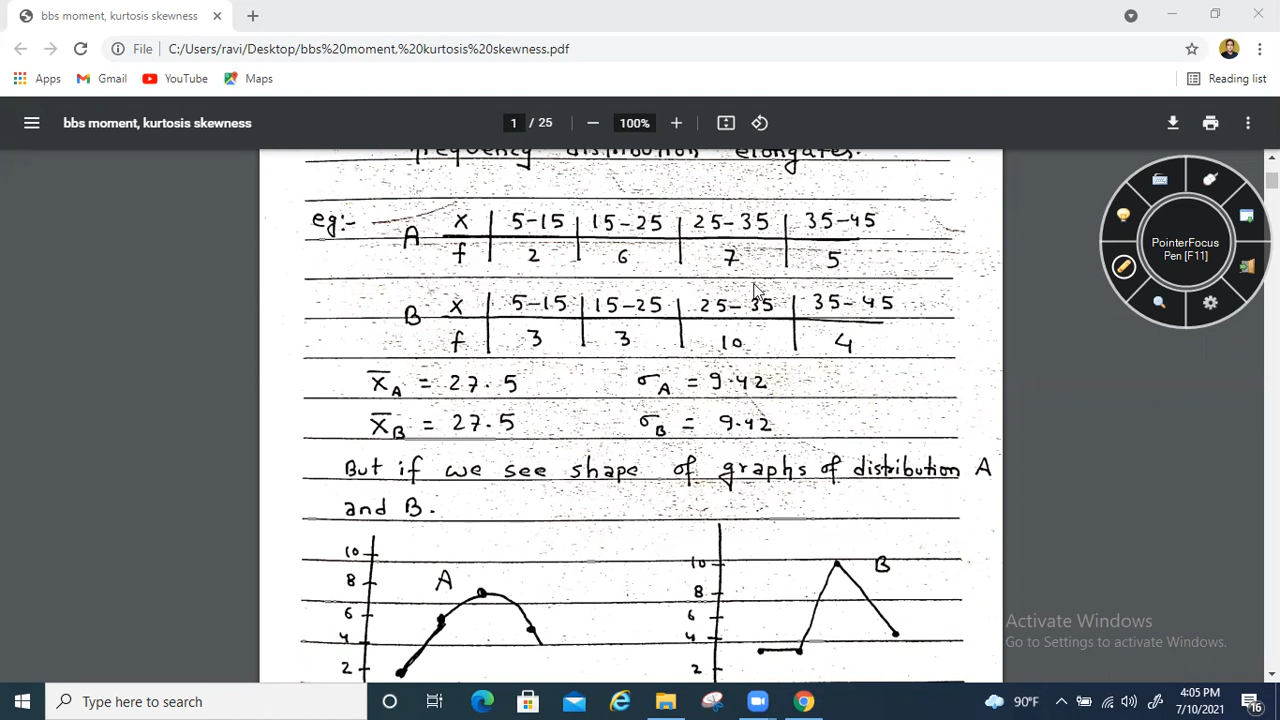 bbs moment, kurtosis skewness
File C:/Users/ravi/Desktop/bbs%20moment,%20kurtosis%20skewness.pdf
Apps Gmail YouTube Maps Reading list
bbs moment, kurtosis skewness 1 / 25 100%
frequency distribution elongates.
eg:- A x 5-15 15-25 25-35 35-45
f 2 6 7 5
B x 5-15 15-25 25-35 35-45
f 3 3 10 4
x̄A = 27.5 σA = 9.42
x̄B = 27.5 σB = 9.42
But if we see shape of graphs of distribution A
and B.
10
8
6
4
2
A
10
8
6
4
2
B
PointerFocus
Pen [F11]
Activate Windows
Go to Settings to activate Windows.
Type here to search
90°F
4:05 PM
7/10/2021
16